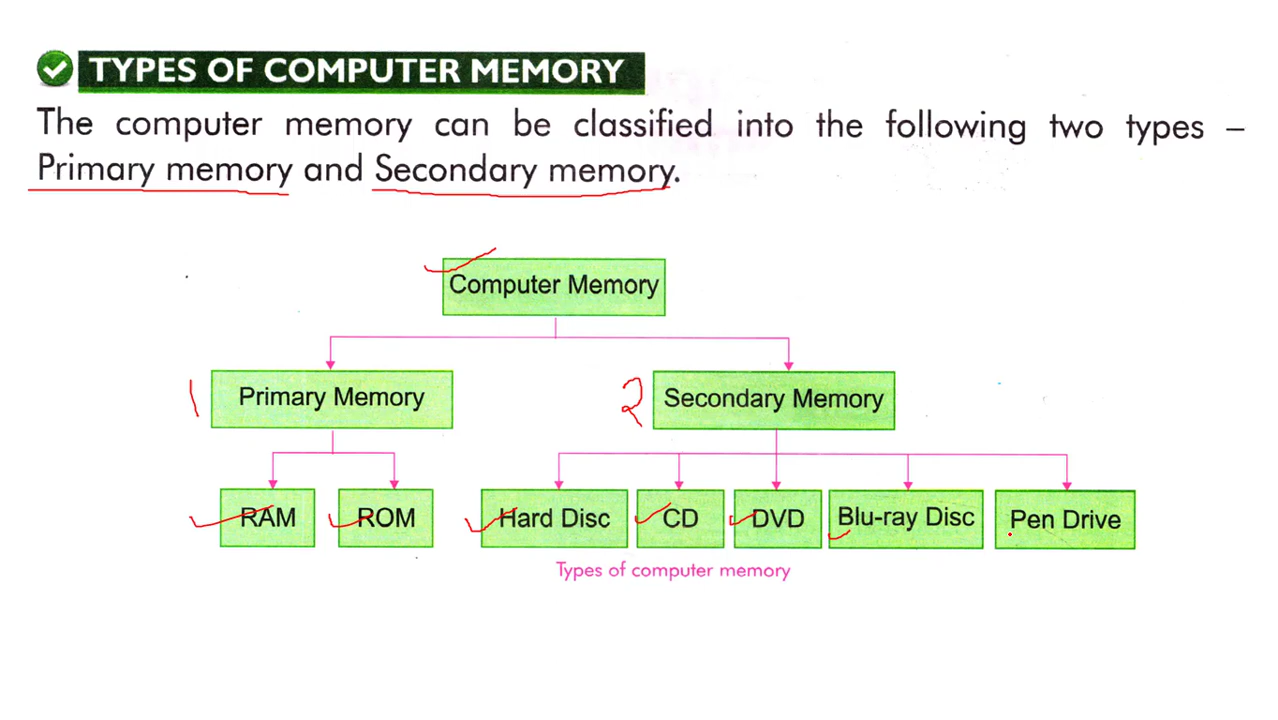 TYPES OF COMPUTER MEMORY
The computer memory can be classified into the following two types –
Primary memory and Secondary memory.
Computer Memory
1 Primary Memory 2 Secondary Memory
RAM ROM Hard Disc CD DVD Blu-ray Disc Pen Drive
Types of computer memory